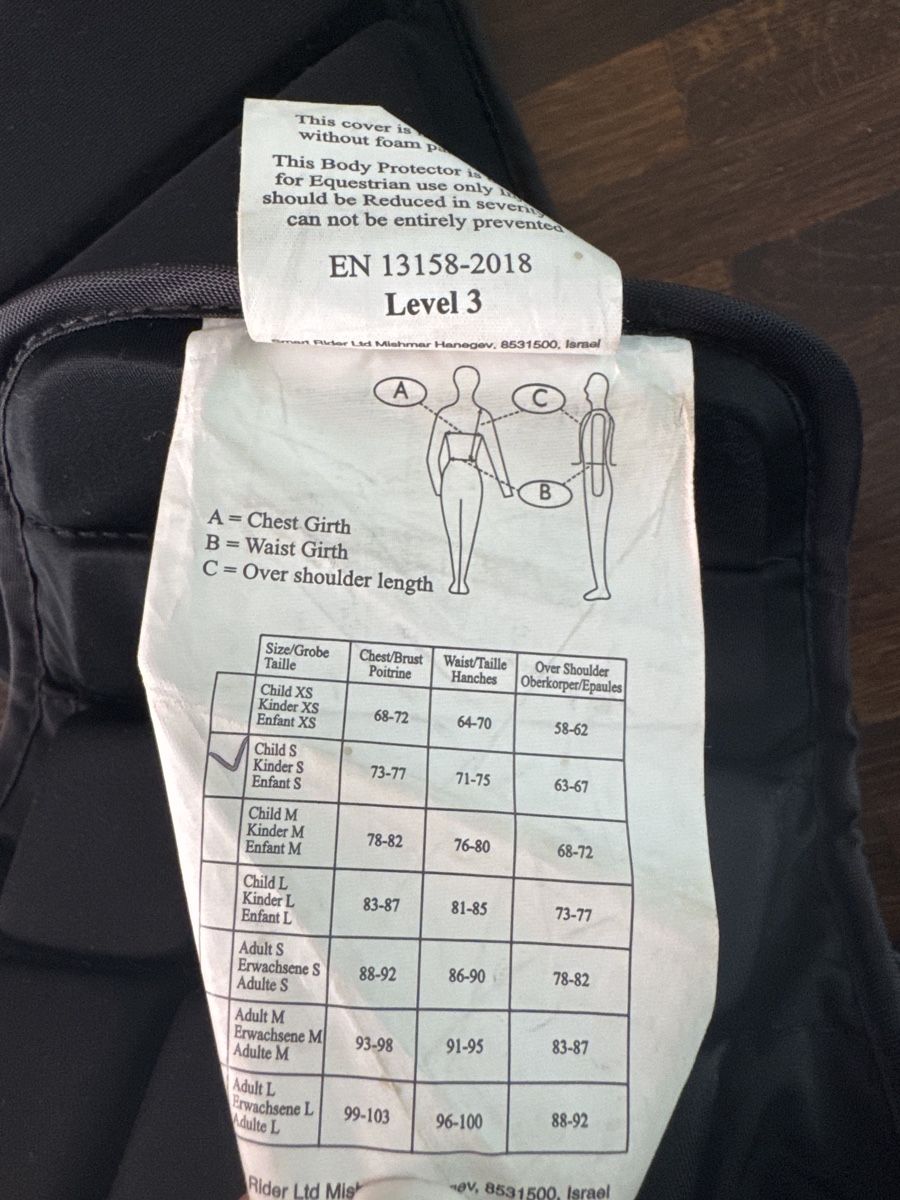 This cover is
without foam
This Body Protector is
for Equestrian use only
should be Reduced in severity
can not be entirely prevented
EN 13158-2018
Level 3
Smart Rider Ltd Mishmar Hanegev, 8531500, Israel
A
C
B
A = Chest Girth
B = Waist Girth
C = Over shoulder length
Size/Grobe Taille Chest/Brust Poitrine Waist/Taille Hanches Over Shoulder Oberkorper/Epaules
Child XS Kinder XS Enfant XS 68-72 64-70 58-62
Child S Kinder S Enfant S 73-77 71-75 63-67
Child M Kinder M Enfant M 78-82 76-80 68-72
Child L Kinder L Enfant L 83-87 81-85 73-77
Adult S Erwachsene S Adulte S 88-92 86-90 78-82
Adult M Erwachsene M Adulte M 93-98 91-95 83-87
Adult L Erwachsene L Adulte L 99-103 96-100 88-92
Rider Ltd 8531500, Israel